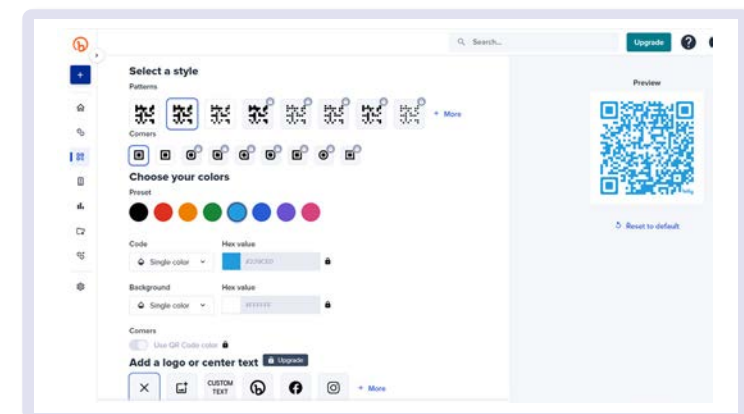 Search...
Upgrade
Select a style
Patterns
+ More
Corners
Choose your colors
Preset
Code
Hex value
Single color
Background
Hex value
Single color
Corners
Use QR Code color
Add a logo or center text
Upgrade
CUSTOM
TEXT
+ More
Preview
Reset to default